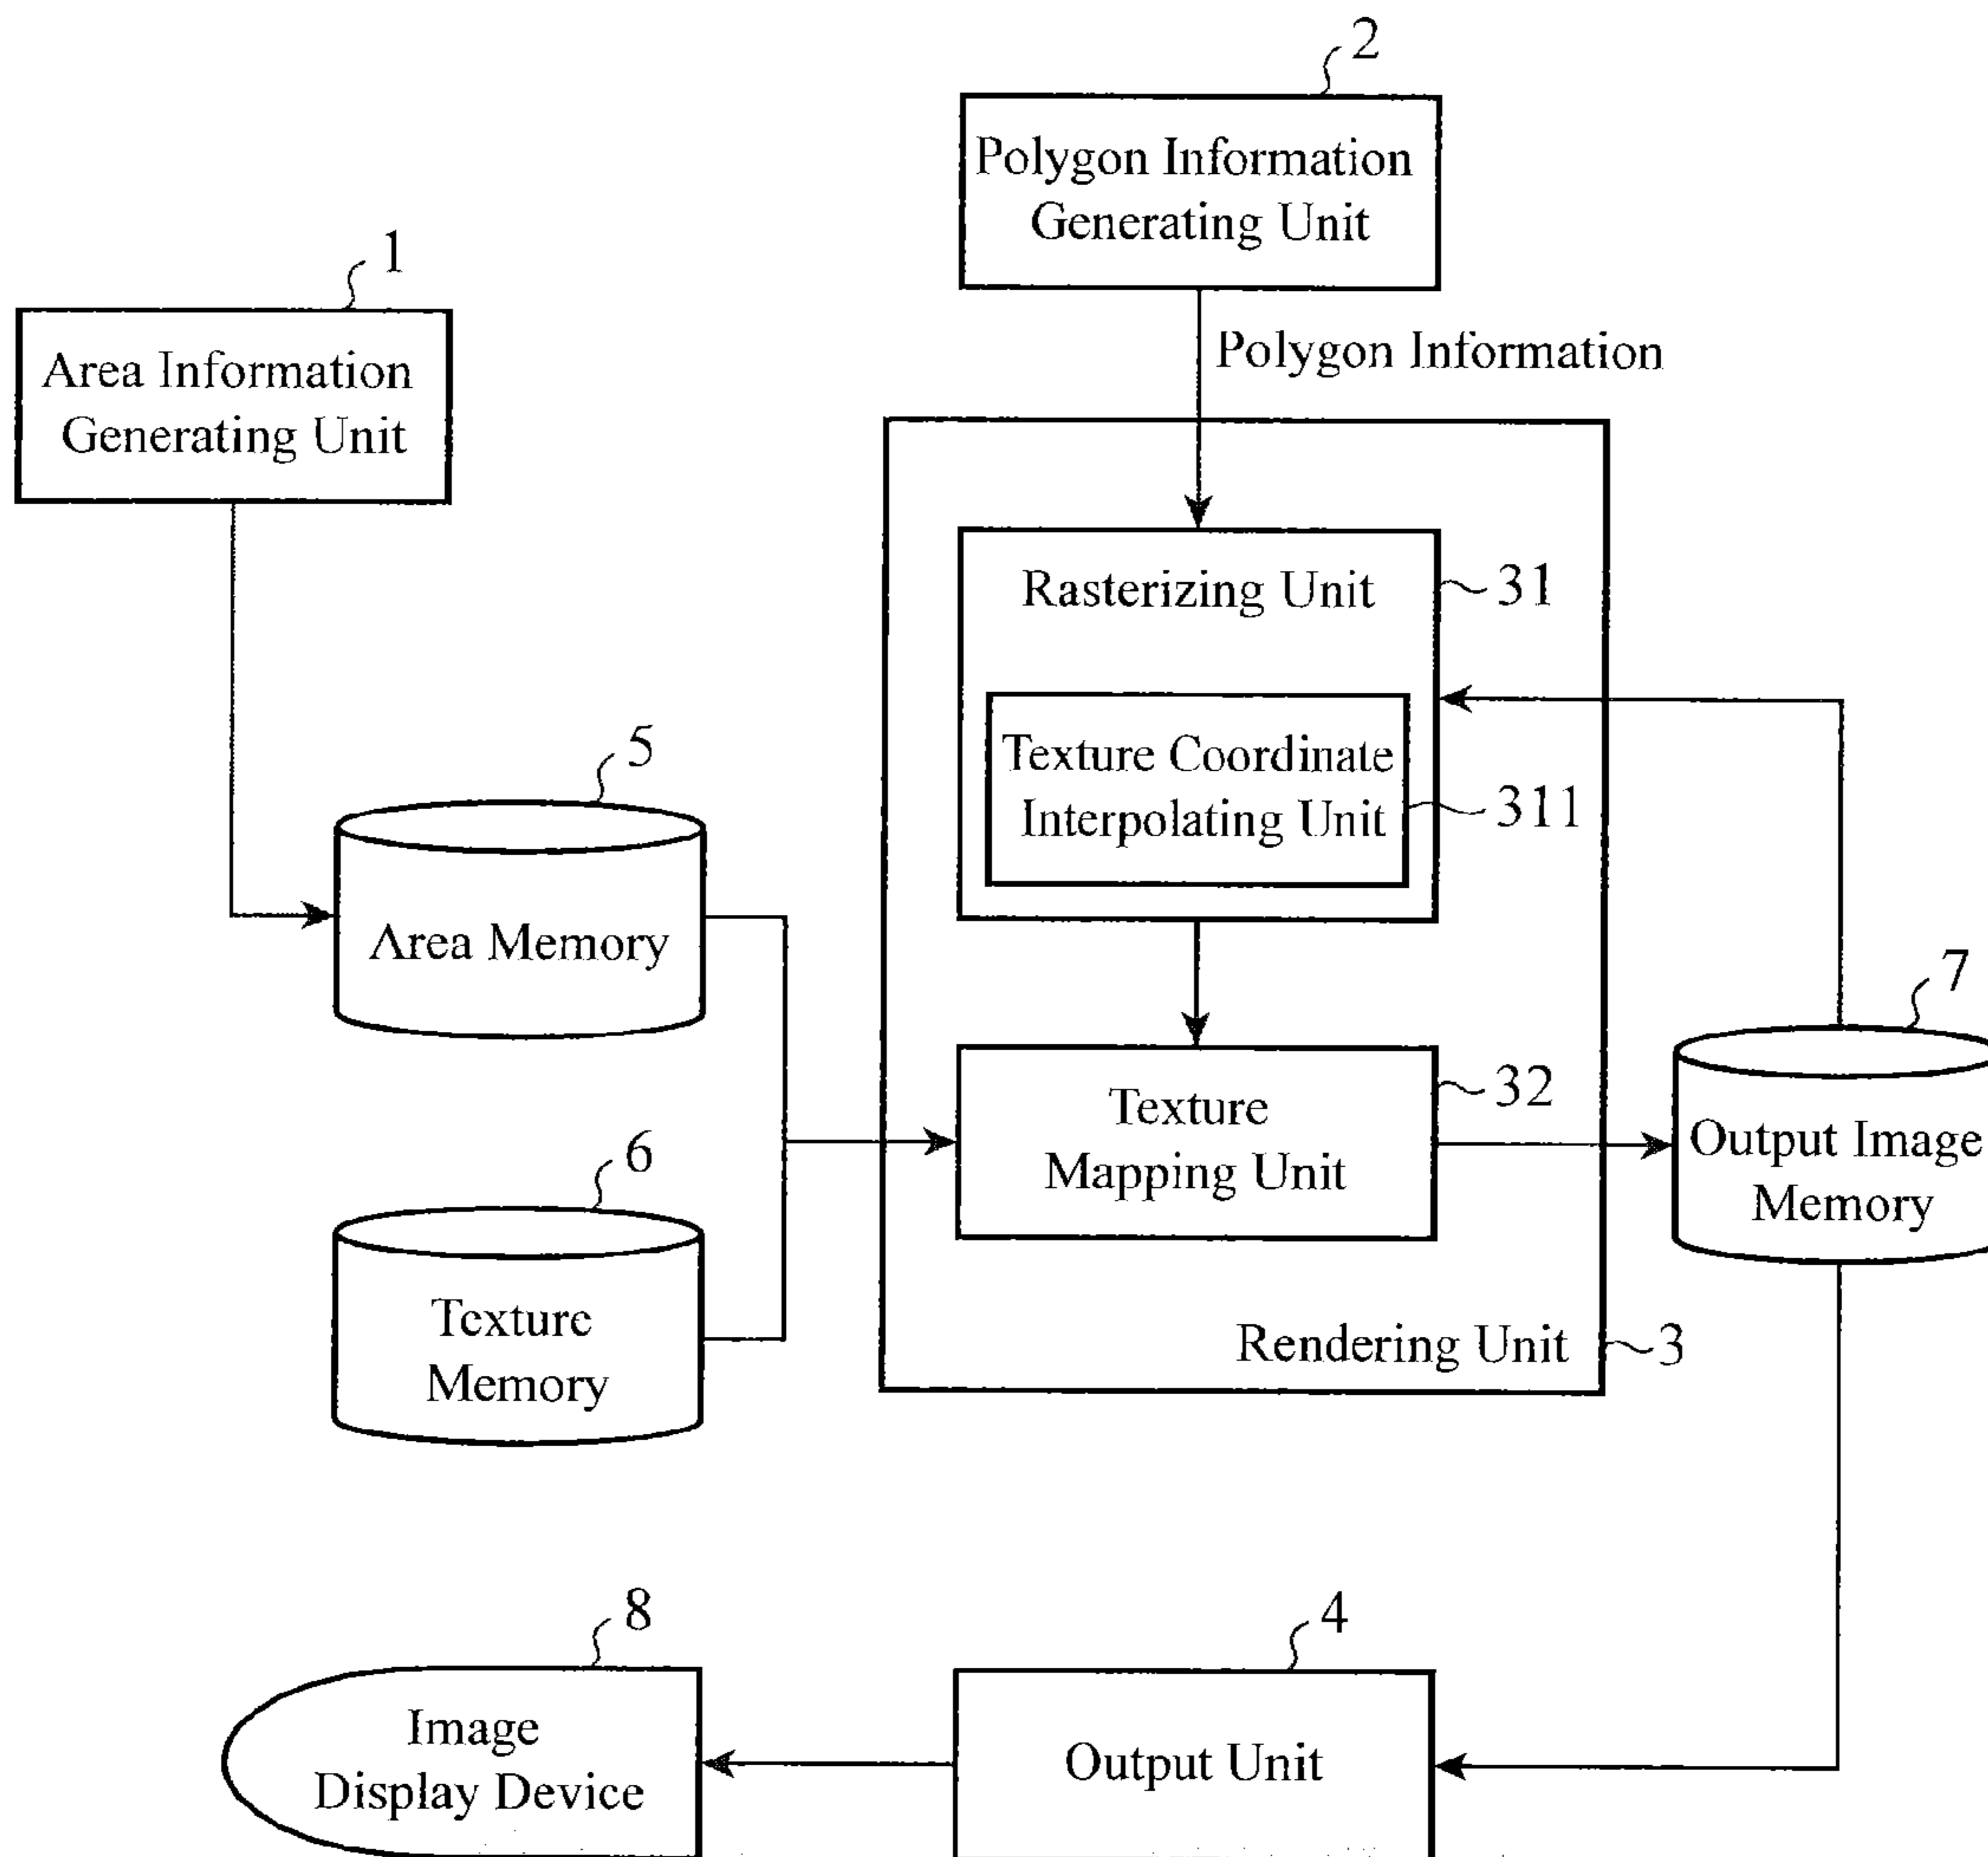 2
Polygon Information
Generating Unit
1
Area Information
Generating Unit
Polygon Information
Rasterizing Unit
31
Texture Coordinate
Interpolating Unit
311
5
Area Memory
7
Output Image
Memory
32
Texture
Mapping Unit
6
Texture
Memory
Rendering Unit
3
8
Image
Display Device
4
Output Unit